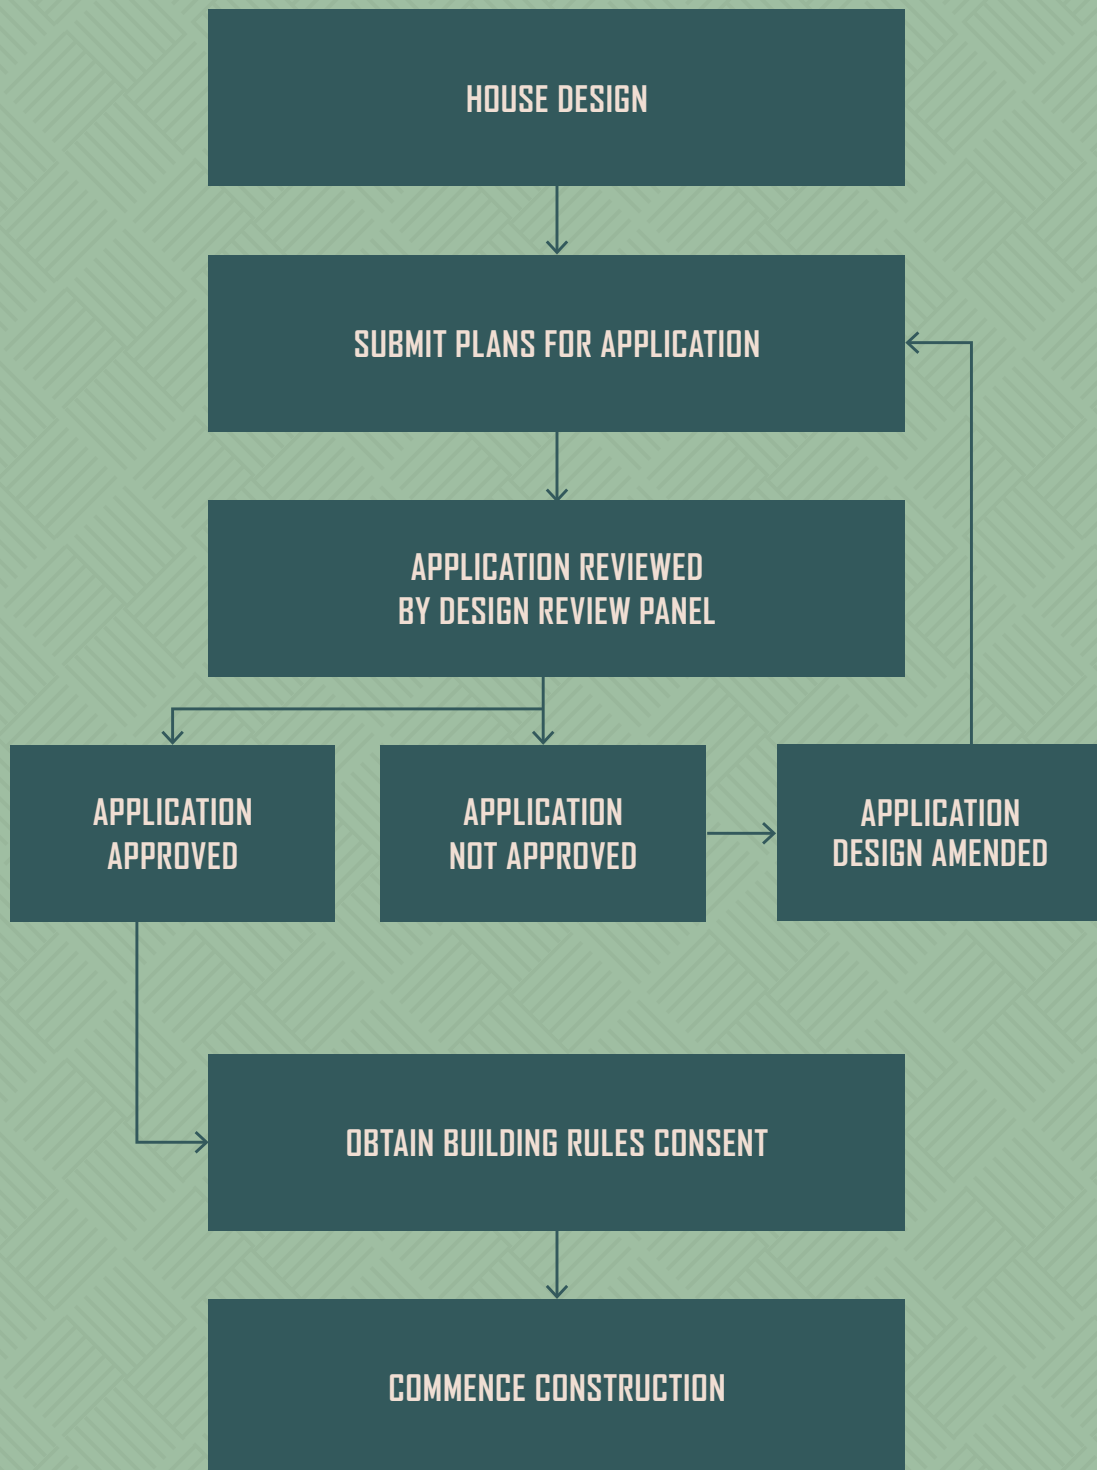 HOUSE DESIGN
SUBMIT PLANS FOR APPLICATION
APPLICATION REVIEWED
BY DESIGN REVIEW PANEL
APPLICATION
APPROVED
APPLICATION
NOT APPROVED
APPLICATION
DESIGN AMENDED
OBTAIN BUILDING RULES CONSENT
COMMENCE CONSTRUCTION